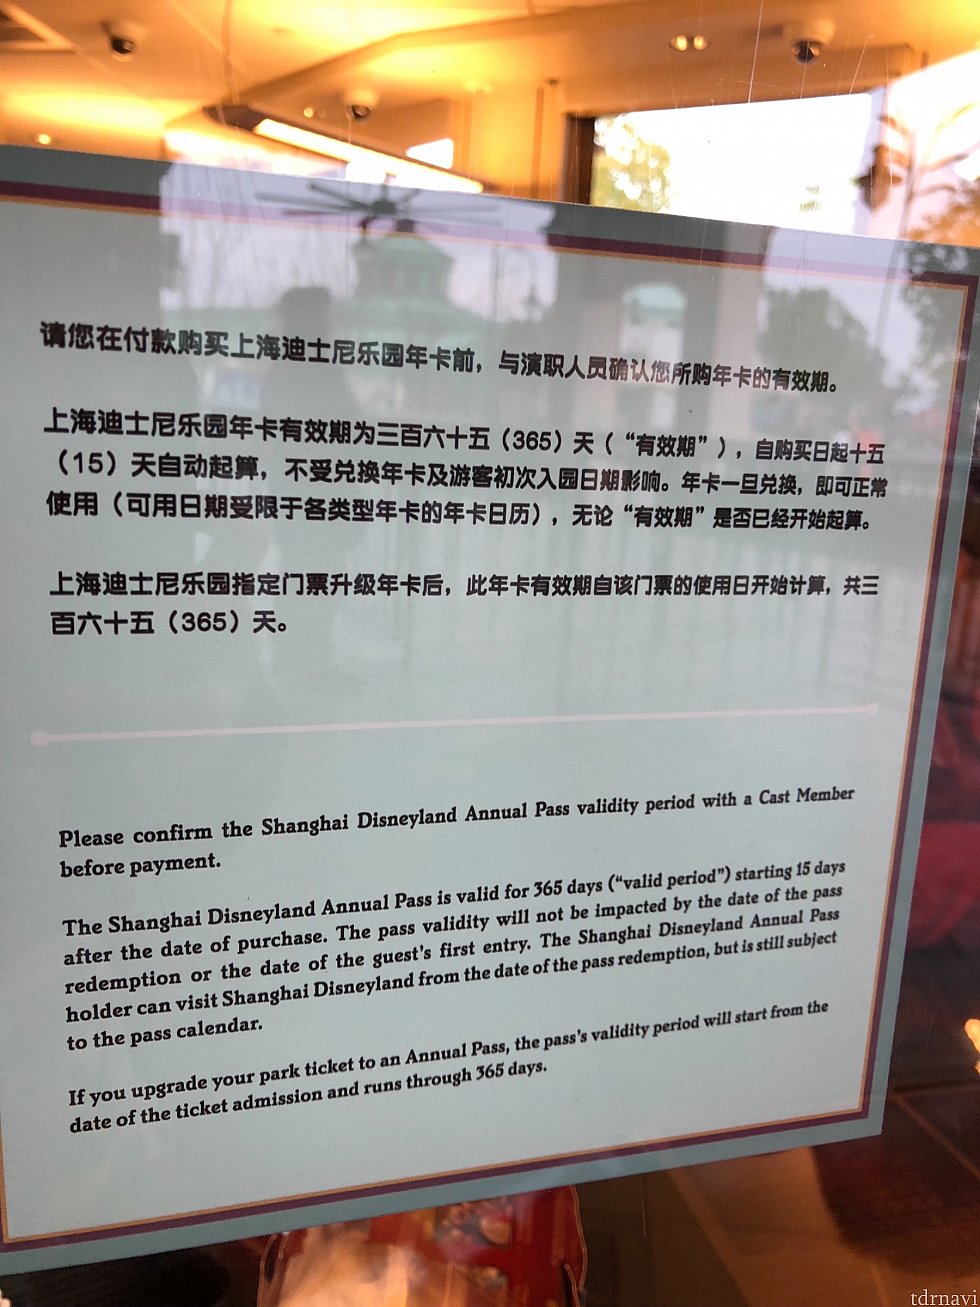 请您在付款购买上海迪士尼乐园年卡前，与演职人员确认您所购年卡的有效期。
上海迪士尼乐园年卡有效期为三百六十五（365）天（“有效期”），自购买日起十五
（15）天自动起算，不受兑换年卡及游客初次入园日期影响。年卡一旦兑换，即可正常
使用（可用日期受限于各类型年卡的年卡日历），无论“有效期”是否已经开始起算。
上海迪士尼乐园指定门票升级年卡后，此年卡有效期自该门票的使用日开始计算，共三
百六十五（365）天。
Please confirm the Shanghai Disneyland Annual Pass validity period with a Cast Member
before payment.
The Shanghai Disneyland Annual Pass is valid for 365 days (“valid period”) starting 15 days
after the date of purchase. The pass validity will not be impacted by the date of the pass
redemption or the date of the guest’s first entry. The Shanghai Disneyland Annual Pass
holder can visit Shanghai Disneyland from the date of the pass redemption, but is still subject
to the pass calendar.
If you upgrade your park ticket to an Annual Pass, the pass’s validity period will start from the
date of the ticket admission and runs through 365 days.
tdrnavi